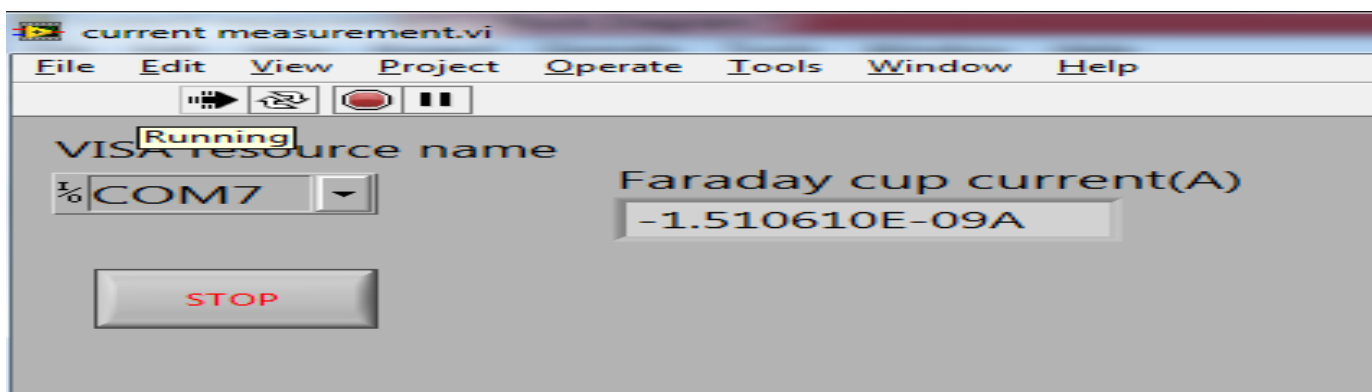 current measurement.vi
File Edit View Project Operate Tools Window Help
Running
VISA resource name
I/O COM7
Faraday cup current(A)
-1.510610E-09A
STOP